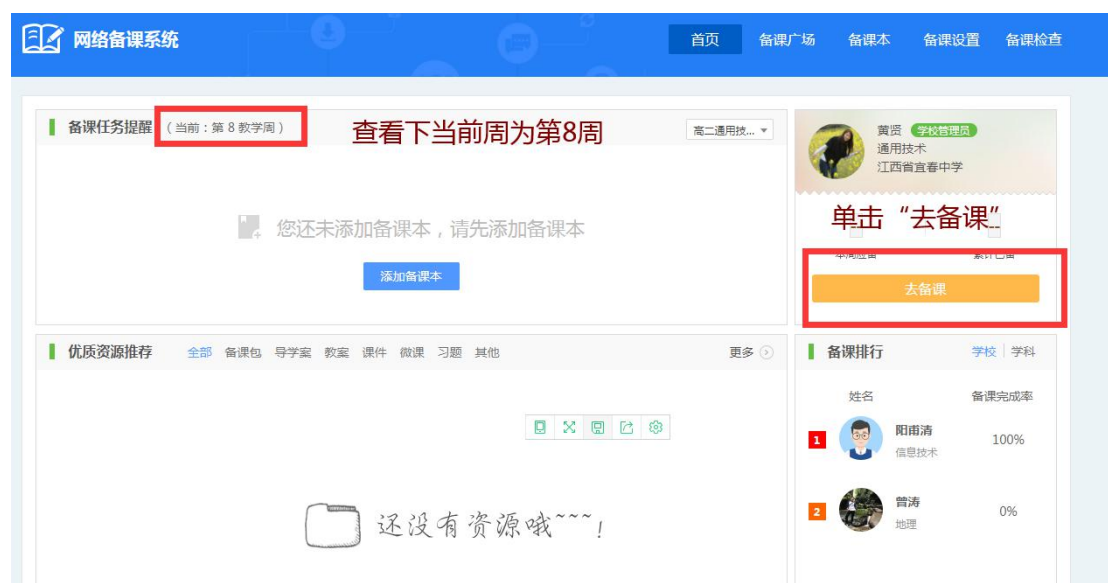 网络备课系统
首页 备课广场 备课本 备课设置 备课检查
备课任务提醒 (当前：第 8 教学周)
查看下当前周为第8周
高二通用技...
黄贤 学校管理员
通用技术
江西省宜春中学
您还未添加备课本，请先添加备课本
添加备课本
单击“去备课”
本周应备 累计已备
去备课
优质资源推荐 全部 备课包 导学案 教案 课件 微课 习题 其他 更多
还没有资源哦~~~!
备课排行 学校 学科
姓名 备课完成率
1 阳甫清 100%
信息技术
2 曾涛 0%
地理